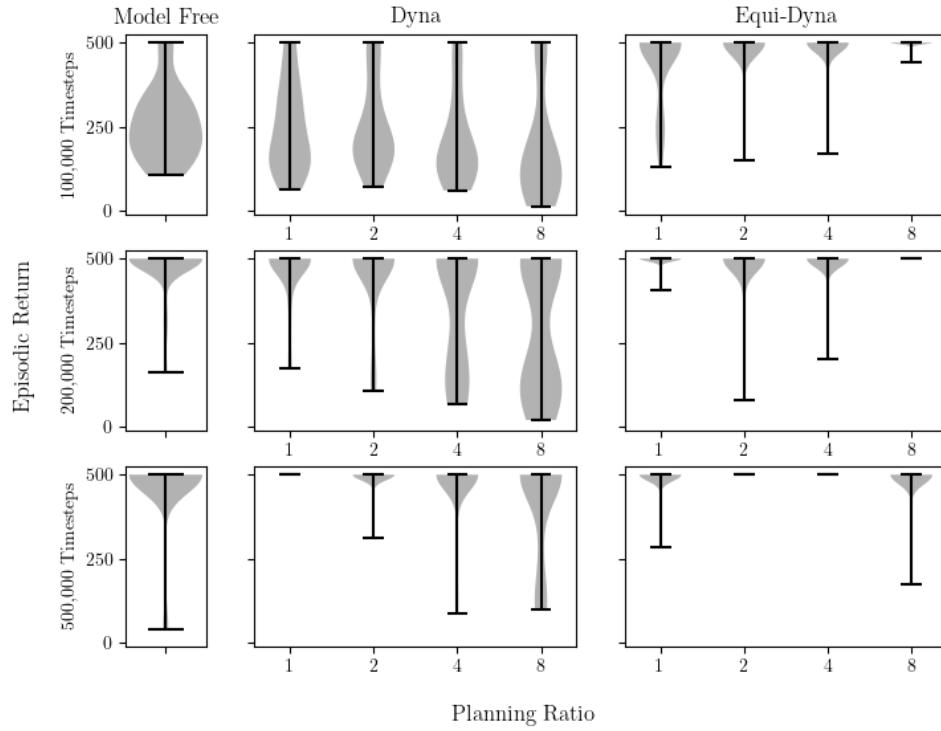 Model Free Dyna Equi-Dyna
500
250
0
100,000 Timesteps
1 2 4 8 1 2 4 8
500
250
0
200,000 Timesteps
1 2 4 8 1 2 4 8
500
250
0
500,000 Timesteps
1 2 4 8 1 2 4 8
Episodic Return
Planning Ratio